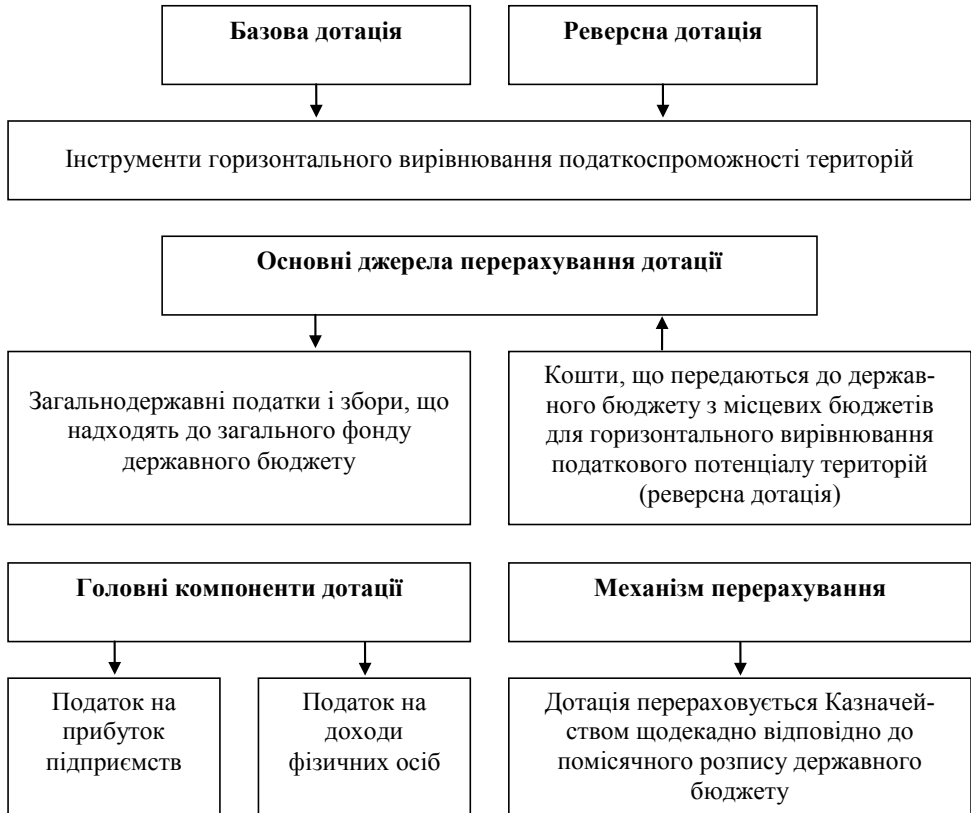 Базова дотація
Реверсна дотація
Інструменти горизонтального вирівнювання податкоспроможності територій
Основні джерела перерахування дотації
Загальнодержавні податки і збори, що
надходять до загального фонду
державного бюджету
Кошти, що передаються до держав-
ного бюджету з місцевих бюджетів
для горизонтального вирівнювання
податкового потенціалу територій
(реверсна дотація)
Головні компоненти дотації
Механізм перерахування
Податок на
прибуток
підприємств
Податок на
доходи
фізичних осіб
Дотація перераховується Казначей-
ством щодекадно відповідно до
помісячного розпису державного
бюджету